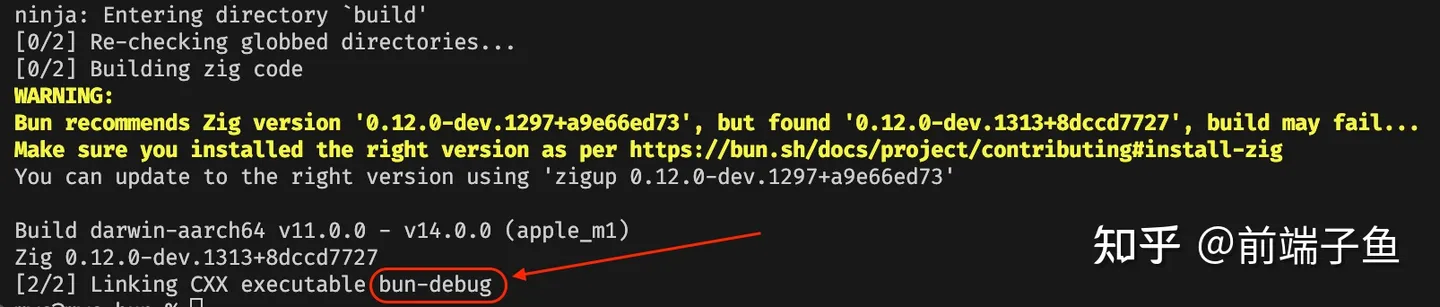 ninja: Entering directory `build'
[0/2] Re-checking globbed directories...
[0/2] Building zig code
WARNING:
Bun recommends Zig version '0.12.0-dev.1297+a9e66ed73', but found '0.12.0-dev.1313+8dccd7727', build may fail...
Make sure you installed the right version as per https://bun.sh/docs/project/contributing#install-zig
You can update to the right version using 'zigup 0.12.0-dev.1297+a9e66ed73'
Build darwin-aarch64 v11.0.0 - v14.0.0 (apple_m1)
Zig 0.12.0-dev.1313+8dccd7727
[2/2] Linking CXX executable bun-debug
知乎 @前端子鱼